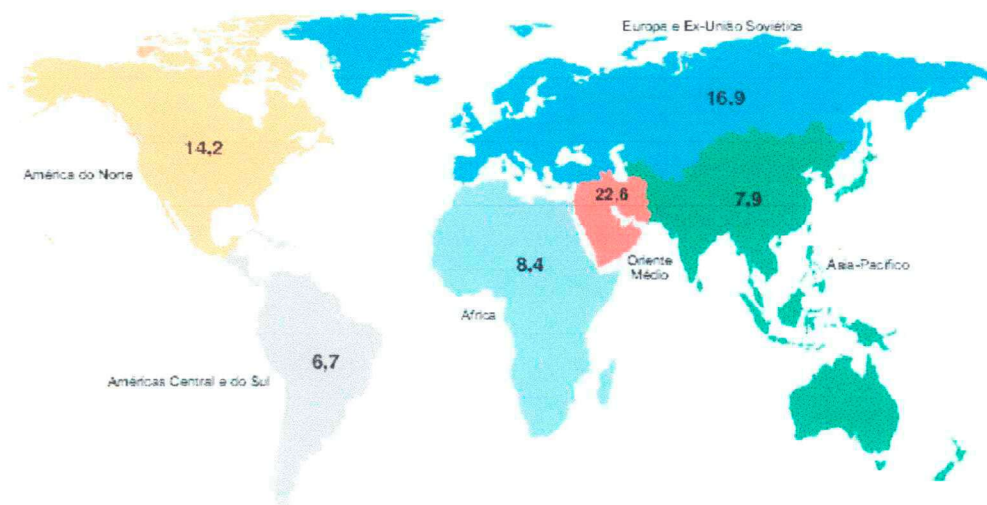 Europa e Ex-União Soviética
16,9
14,2
América do Norte
22,6
7,9
8,4
Oriente
Médio
Ásia-Pacífico
África
6,7
Américas Central e do Sul